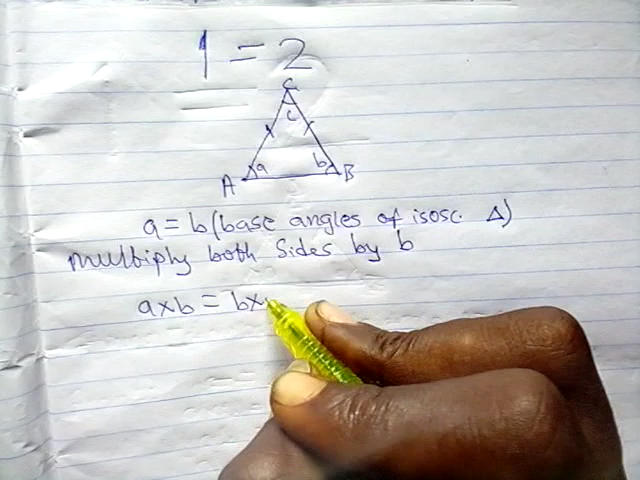 1 = 2
C
c
a b
A B
a = b (base angles of isosc. Δ)
multiply both sides by b
a×b = b×